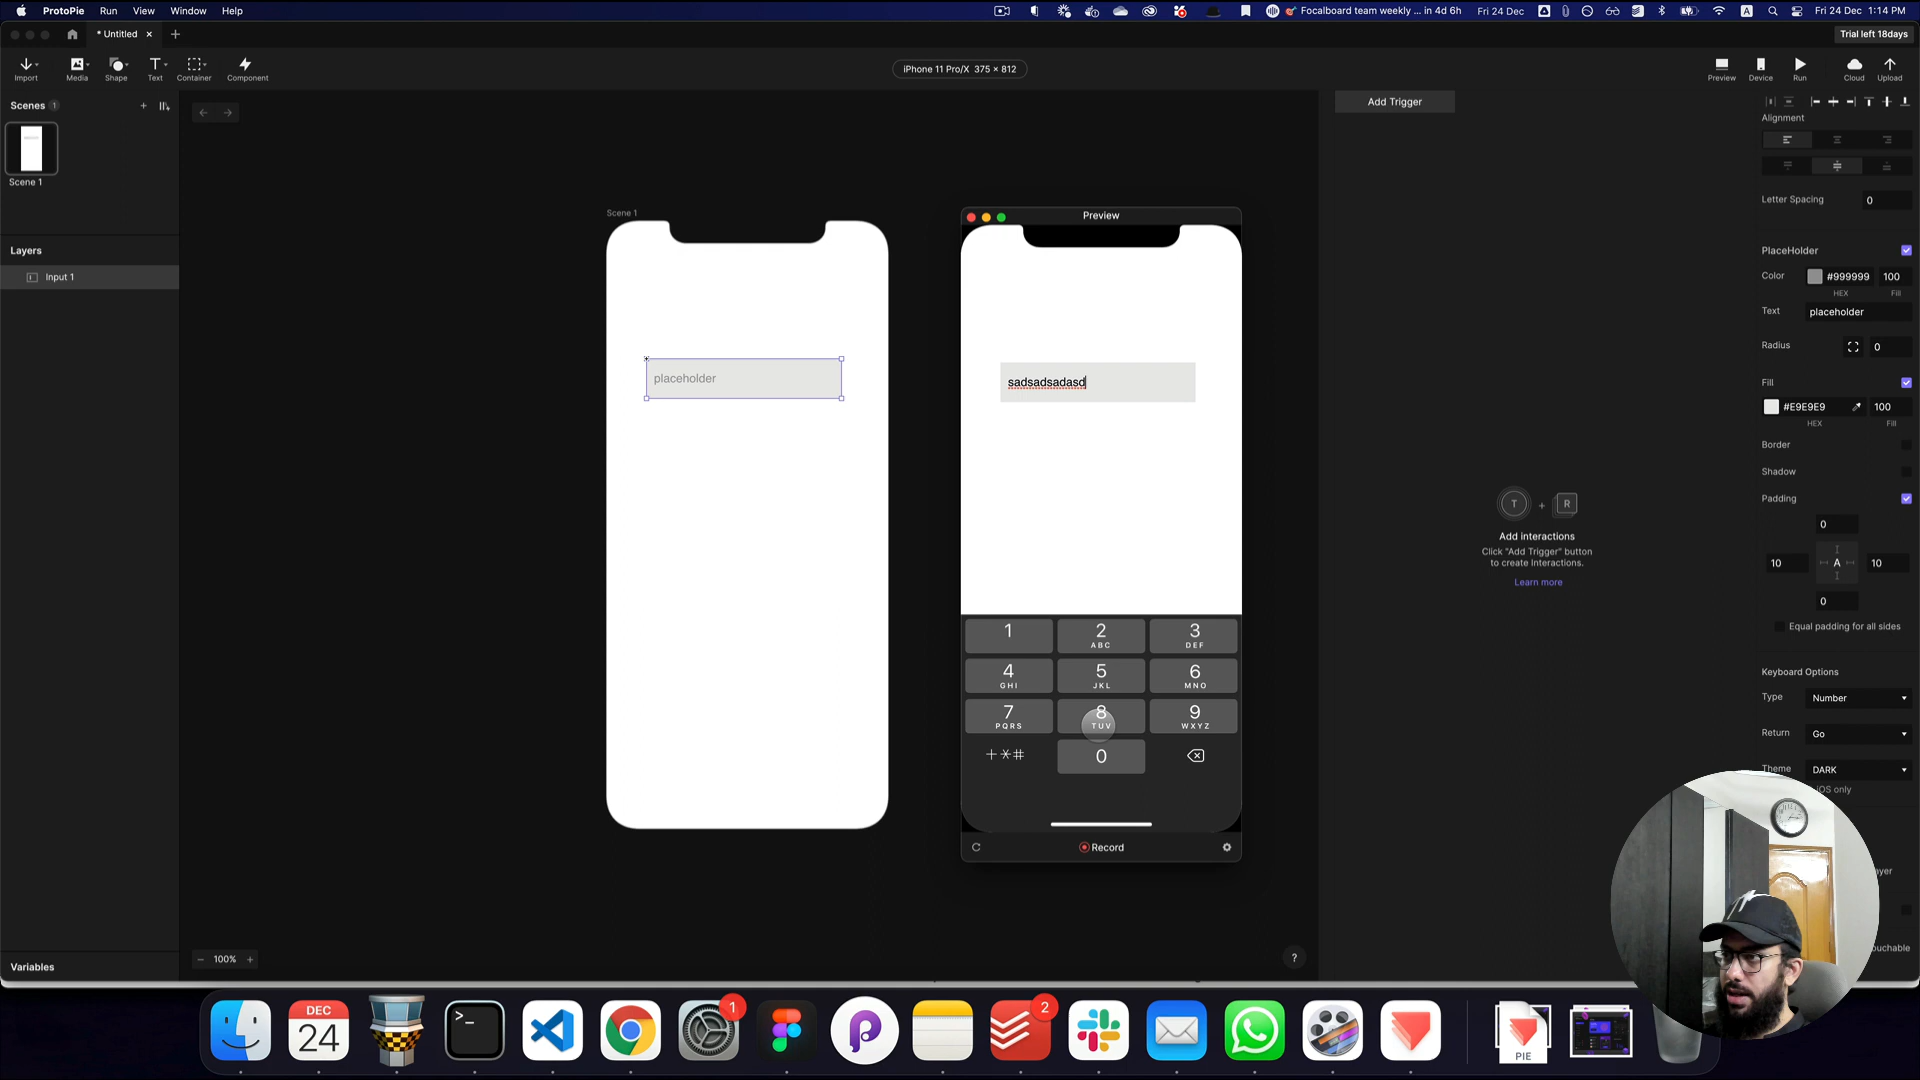 ProtoPie Run View Window Help
Focalboard team weekly ... in 4d 6h Fri 24 Dec A Fri 24 Dec 1:14 PM
* Untitled
Trial left 18days
Import Media Shape Text Container Component
iPhone 11 Pro/X 375 × 812
Preview Device Run Cloud Upload
Scenes 1
Scene 1
Layers
Input 1
Variables
Scene 1
placeholder
100%
Preview
sadsadsadasd
1 2 3
ABC DEF
4 5 6
GHI JKL MNO
7 8 9
PQRS TUV WXYZ
+*# 0
Record
?
Add Trigger
T + R
Add interactions
Click "Add Trigger" button
to create Interactions.
Learn more
Alignment
Letter Spacing 0
PlaceHolder
Color #999999 100
HEX Fill
Text placeholder
Radius 0
Fill
#E9E9E9 100
HEX Fill
Border
Shadow
Padding
0
10 A 10
0
Equal padding for all sides
Keyboard Options
Type Number
Return Go
Theme DARK
iOS only
ayer
ouchable
DEC
24
1
2
PIE